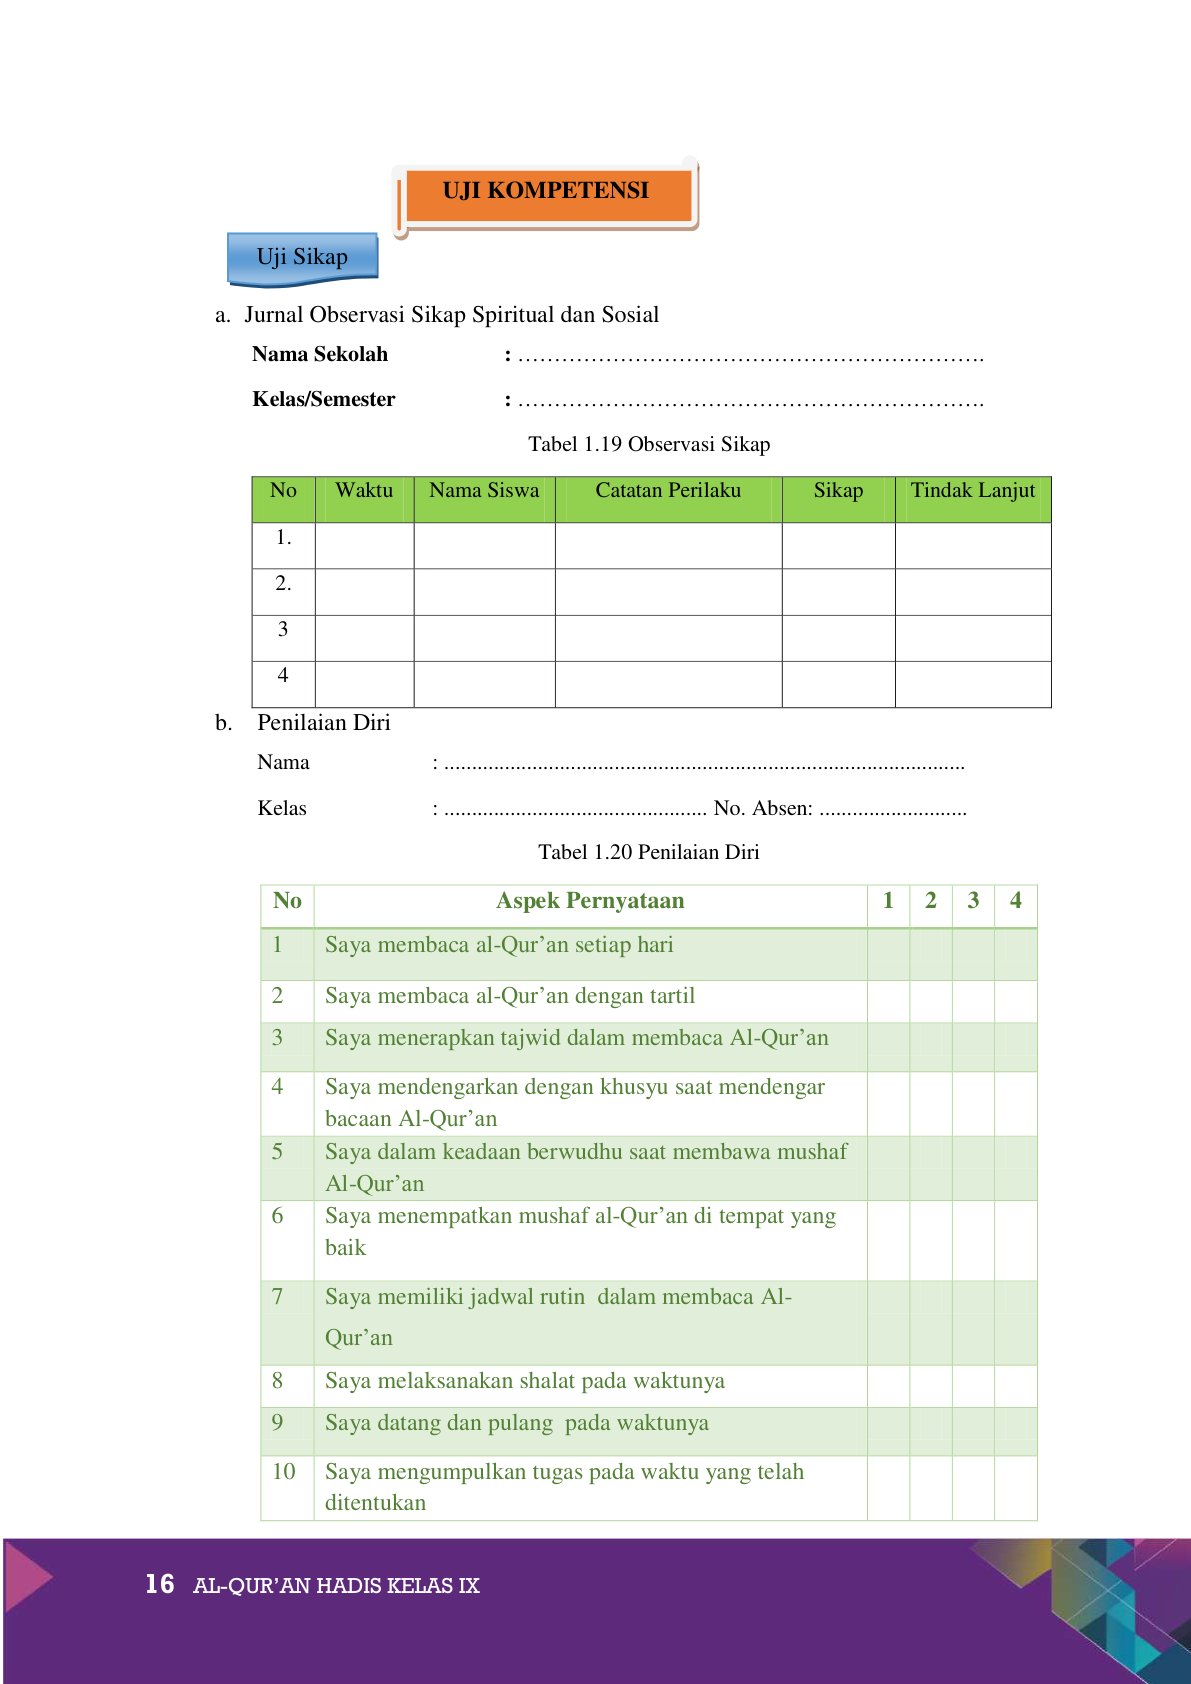 UJI KOMPETENSI
Uji Sikap
a. Jurnal Observasi Sikap Spiritual dan Sosial
Nama Sekolah : ……………………………………………………….
Kelas/Semester : ……………………………………………………….
Tabel 1.19 Observasi Sikap
No Waktu Nama Siswa Catatan Perilaku Sikap Tindak Lanjut
1.
2.
3
4
b. Penilaian Diri
Nama : ...............................................................................................
Kelas : ................................................ No. Absen: ...........................
Tabel 1.20 Penilaian Diri
No Aspek Pernyataan 1 2 3 4
1 Saya membaca al-Qur’an setiap hari
2 Saya membaca al-Qur’an dengan tartil
3 Saya menerapkan tajwid dalam membaca Al-Qur’an
4 Saya mendengarkan dengan khusyu saat mendengar
bacaan Al-Qur’an
5 Saya dalam keadaan berwudhu saat membawa mushaf
Al-Qur’an
6 Saya menempatkan mushaf al-Qur’an di tempat yang
baik
7 Saya memiliki jadwal rutin dalam membaca Al-
Qur’an
8 Saya melaksanakan shalat pada waktunya
9 Saya datang dan pulang pada waktunya
10 Saya mengumpulkan tugas pada waktu yang telah
ditentukan
16 AL-QUR’AN HADIS KELAS IX